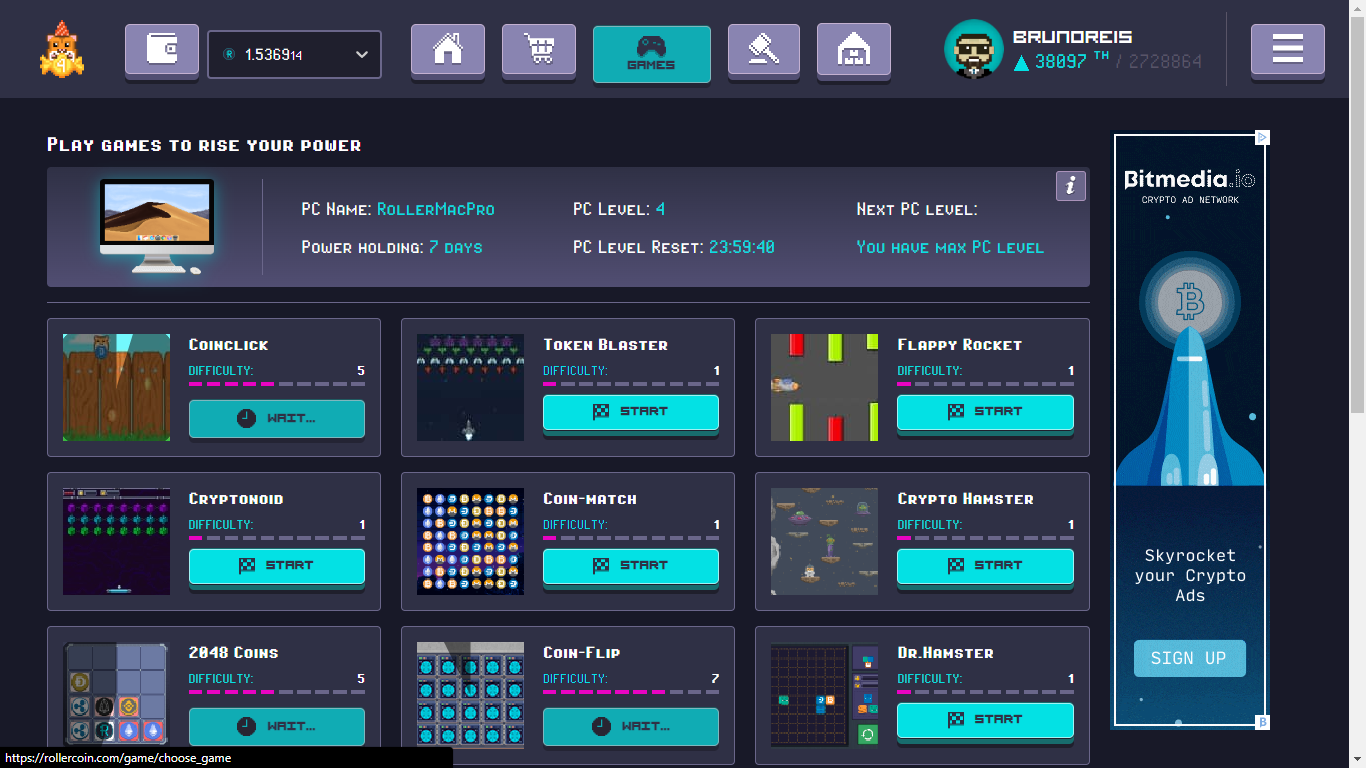 1.536914
GAMES
BRUNOREIS
38097 TH / 2728864
Play games to rise your power
PC Name: RollerMacPro
PC Level: 4
Next PC level:
Power holding: 7 days
PC Level Reset: 23:59:40
You have max PC level
Coinclick
Difficulty: 5
WAIT...
Token Blaster
Difficulty: 1
START
Flappy Rocket
Difficulty: 1
START
Cryptonoid
Difficulty: 1
START
Coin-match
Difficulty: 1
START
Crypto Hamster
Difficulty: 1
START
2048 Coins
Difficulty: 5
WAIT...
Coin-Flip
Difficulty: 7
WAIT...
Dr.Hamster
Difficulty: 1
START
Bitmedia.io
CRYPTO AD NETWORK
Skyrocket
your Crypto
Ads
SIGN UP
https://rollercoin.com/game/choose_game